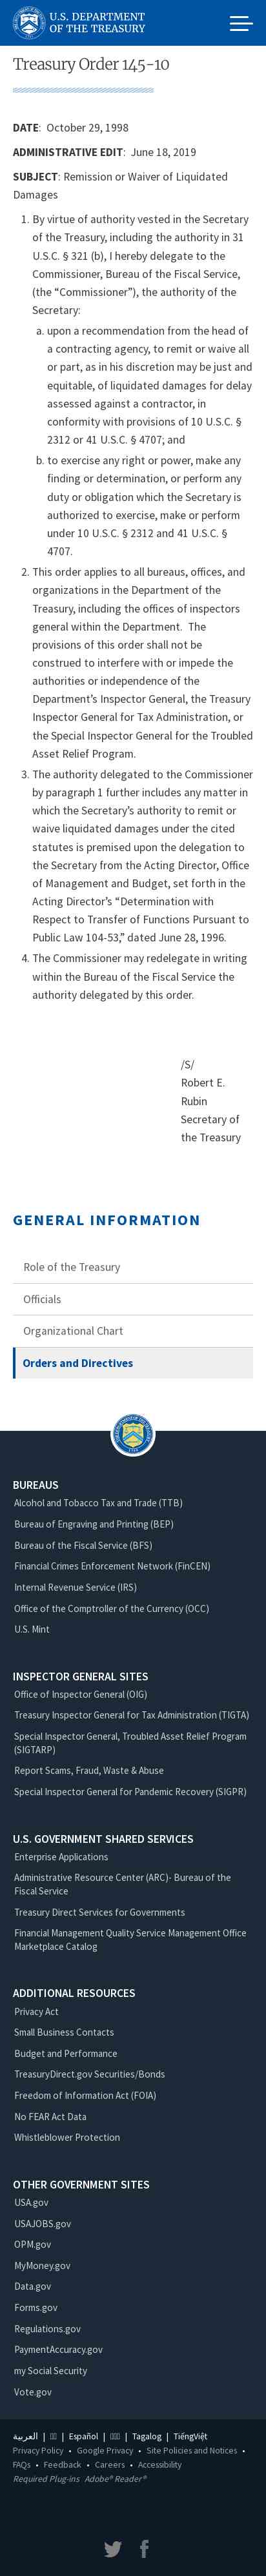 U.S. DEPARTMENT
OF THE TREASURY
Treasury Order 145-10
DATE:  October 29, 1998
ADMINISTRATIVE EDIT:  June 18, 2019
SUBJECT: Remission or Waiver of Liquidated
Damages
1. By virtue of authority vested in the Secretary
of the Treasury, including the authority in 31
U.S.C. § 321 (b), I hereby delegate to the
Commissioner, Bureau of the Fiscal Service,
(the “Commissioner”), the authority of the
Secretary:
a. upon a recommendation from the head of
a contracting agency, to remit or waive all
or part, as in his discretion may be just and
equitable, of liquidated damages for delay
assessed against a contractor, in
conformity with provisions of 10 U.S.C. §
2312 or 41 U.S.C. § 4707; and
b. to exercise any right or power, make any
finding or determination, or perform any
duty or obligation which the Secretary is
authorized to exercise, make or perform
under 10 U.S.C. § 2312 and 41 U.S.C. §
4707.
2. This order applies to all bureaus, offices, and
organizations in the Department of the
Treasury, including the offices of inspectors
general within the Department.  The
provisions of this order shall not be
construed to interfere with or impede the
authorities or independence of the
Department’s Inspector General, the Treasury
Inspector General for Tax Administration, or
the Special Inspector General for the Troubled
Asset Relief Program.
3. The authority delegated to the Commissioner
by paragraph 1 further includes any matter in
which the Secretary’s authority to remit or
waive liquidated damages under the cited
statutes is premised upon the delegation to
the Secretary from the Acting Director, Office
of Management and Budget, set forth in the
Acting Director’s “Determination with
Respect to Transfer of Functions Pursuant to
Public Law 104-53,” dated June 28, 1996.
4. The Commissioner may redelegate in writing
within the Bureau of the Fiscal Service the
authority delegated by this order.
/S/
Robert E.
Rubin
Secretary of
the Treasury
GENERAL INFORMATION
Role of the Treasury
Officials
Organizational Chart
Orders and Directives
BUREAUS
Alcohol and Tobacco Tax and Trade (TTB)
Bureau of Engraving and Printing (BEP)
Bureau of the Fiscal Service (BFS)
Financial Crimes Enforcement Network (FinCEN)
Internal Revenue Service (IRS)
Office of the Comptroller of the Currency (OCC)
U.S. Mint
INSPECTOR GENERAL SITES
Office of Inspector General (OIG)
Treasury Inspector General for Tax Administration (TIGTA)
Special Inspector General, Troubled Asset Relief Program
(SIGTARP)
Report Scams, Fraud, Waste & Abuse
Special Inspector General for Pandemic Recovery (SIGPR)
U.S. GOVERNMENT SHARED SERVICES
Enterprise Applications
Administrative Resource Center (ARC)- Bureau of the
Fiscal Service
Treasury Direct Services for Governments
Financial Management Quality Service Management Office
Marketplace Catalog
ADDITIONAL RESOURCES
Privacy Act
Small Business Contacts
Budget and Performance
TreasuryDirect.gov Securities/Bonds
Freedom of Information Act (FOIA)
No FEAR Act Data
Whistleblower Protection
OTHER GOVERNMENT SITES
USA.gov
USAJOBS.gov
OPM.gov
MyMoney.gov
Data.gov
Forms.gov
Regulations.gov
PaymentAccuracy.gov
my Social Security
Vote.gov
العربية | | Español | | Tagalog | TiếngViệt
Privacy Policy • Google Privacy • Site Policies and Notices •
FAQs • Feedback • Careers • Accessibility
Required Plug-ins Adobe® Reader®